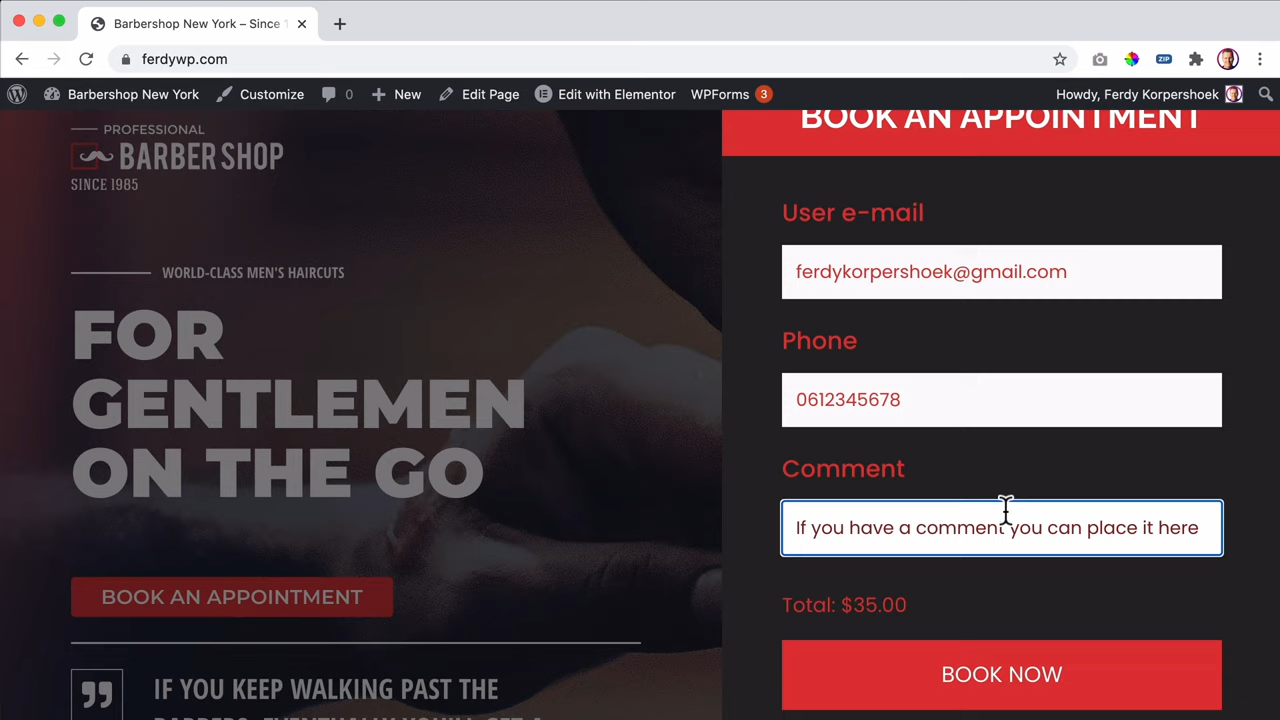 Barbershop New York – Since 1
ferdywp.com
ZIP
Barbershop New York
Customize
0
New
Edit Page
Edit with Elementor
WPForms 3
Howdy, Ferdy Korpershoek
PROFESSIONAL
BARBER SHOP
SINCE 1985
WORLD-CLASS MEN'S HAIRCUTS
FOR
GENTLEMEN
ON THE GO
BOOK AN APPOINTMENT
IF YOU KEEP WALKING PAST THE
BOOK AN APPOINTMENT
User e-mail
ferdykorpershoek@gmail.com
Phone
0612345678
Comment
If you have a comment you can place it here
Total: $35.00
BOOK NOW